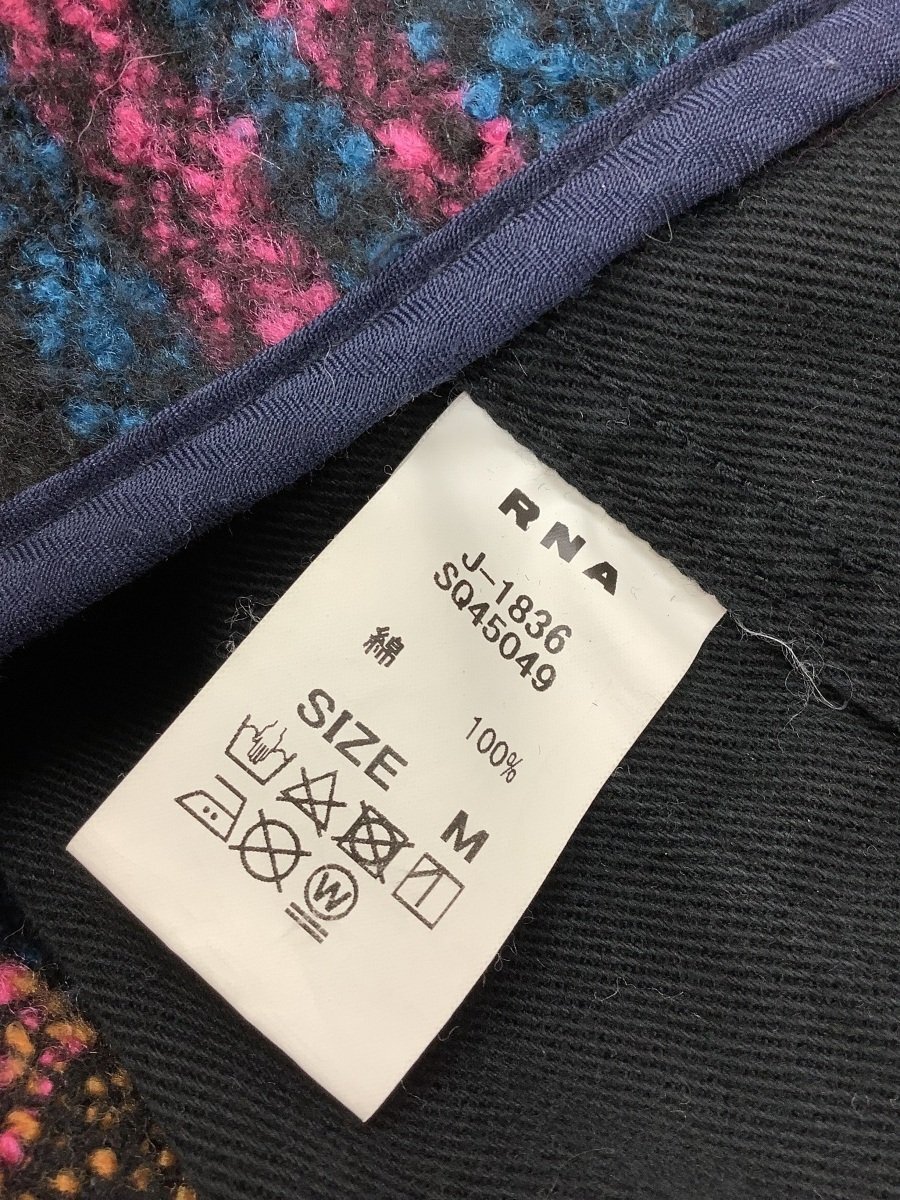 RNA
J-1836
SQ45049
綿 100%
SIZE M
W